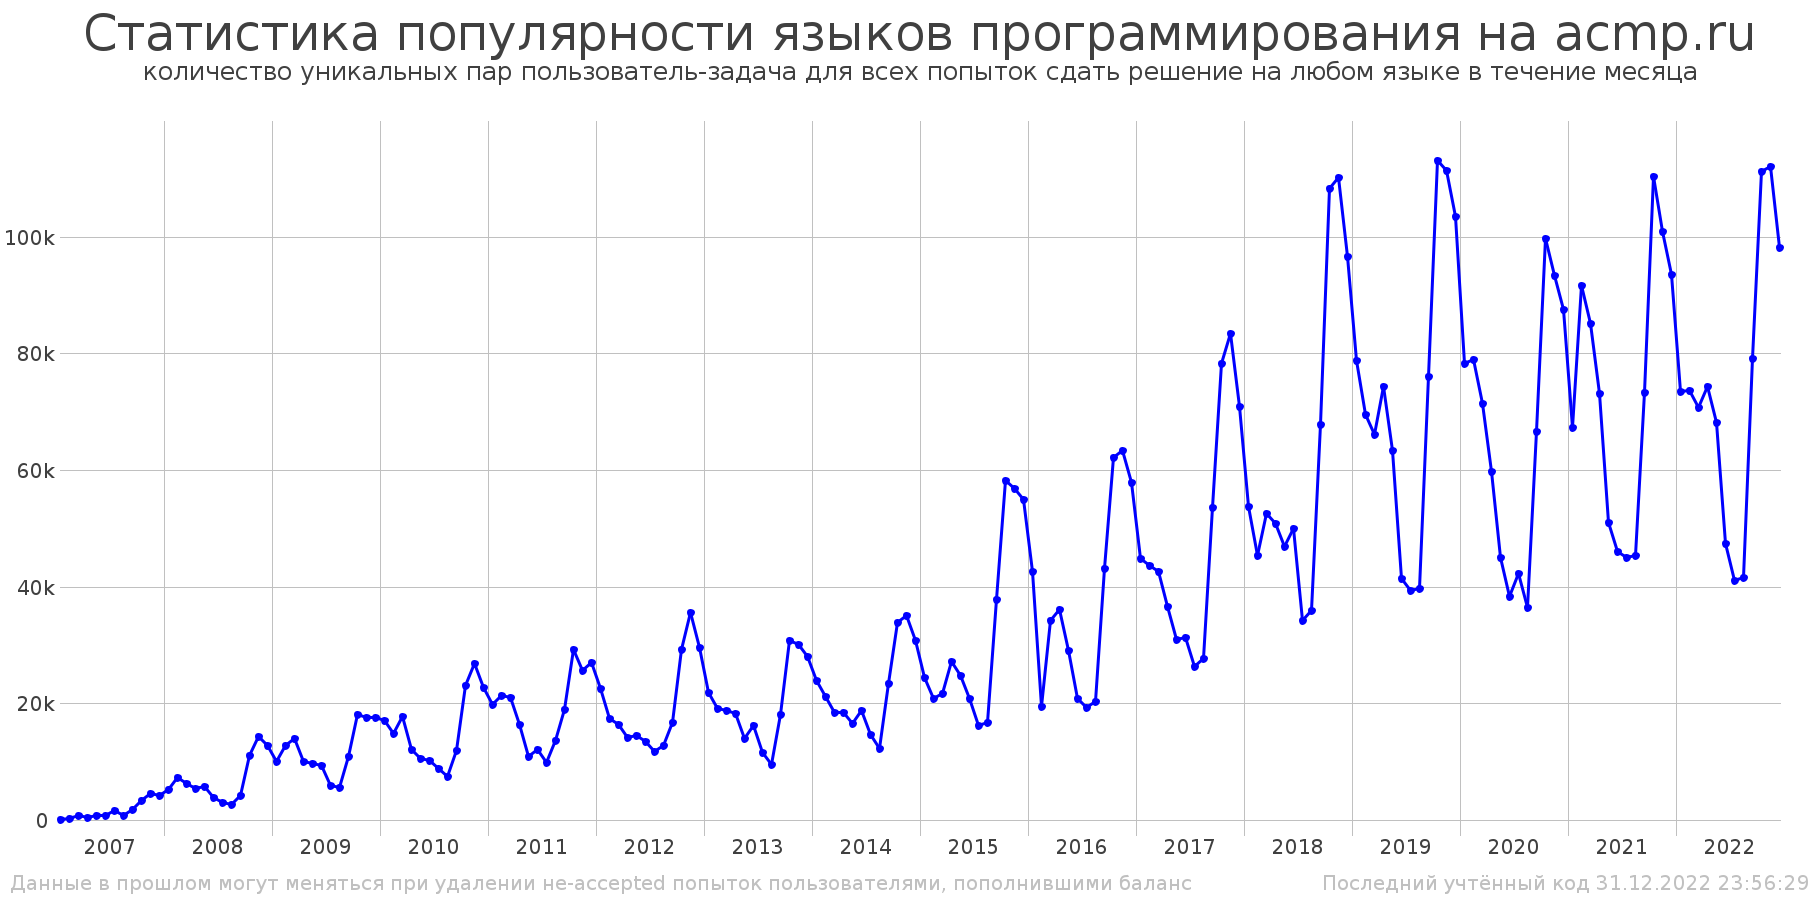 Статистика популярности языков программирования на acmp.ru
количество уникальных пар пользователь-задача для всех попыток сдать решение на любом языке в течение месяца
100k
80k
60k
40k
20k
0
2007 2008 2009 2010 2011 2012 2013 2014 2015 2016 2017 2018 2019 2020 2021 2022
Данные в прошлом могут меняться при удалении не-accepted попыток пользователями, пополнившими баланс
Последний учтённый код 31.12.2022 23:56:29